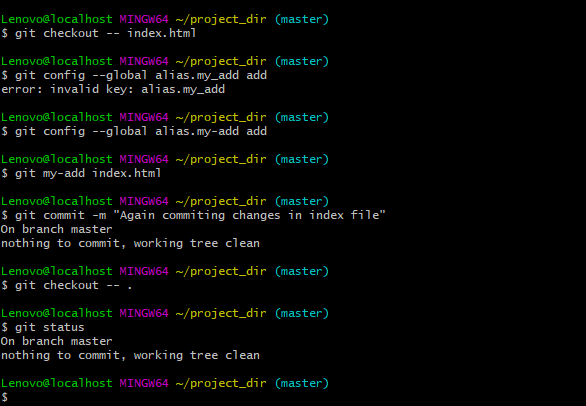 Lenovo@localhost MINGW64 ~/project_dir (master)
$ git checkout -- index.html
Lenovo@localhost MINGW64 ~/project_dir (master)
$ git config --global alias.my_add add
error: invalid key: alias.my_add
Lenovo@localhost MINGW64 ~/project_dir (master)
$ git config --global alias.my-add add
Lenovo@localhost MINGW64 ~/project_dir (master)
$ git my-add index.html
Lenovo@localhost MINGW64 ~/project_dir (master)
$ git commit -m "Again commiting changes in index file"
On branch master
nothing to commit, working tree clean
Lenovo@localhost MINGW64 ~/project_dir (master)
$ git checkout -- .
Lenovo@localhost MINGW64 ~/project_dir (master)
$ git status
On branch master
nothing to commit, working tree clean
Lenovo@localhost MINGW64 ~/project_dir (master)
$